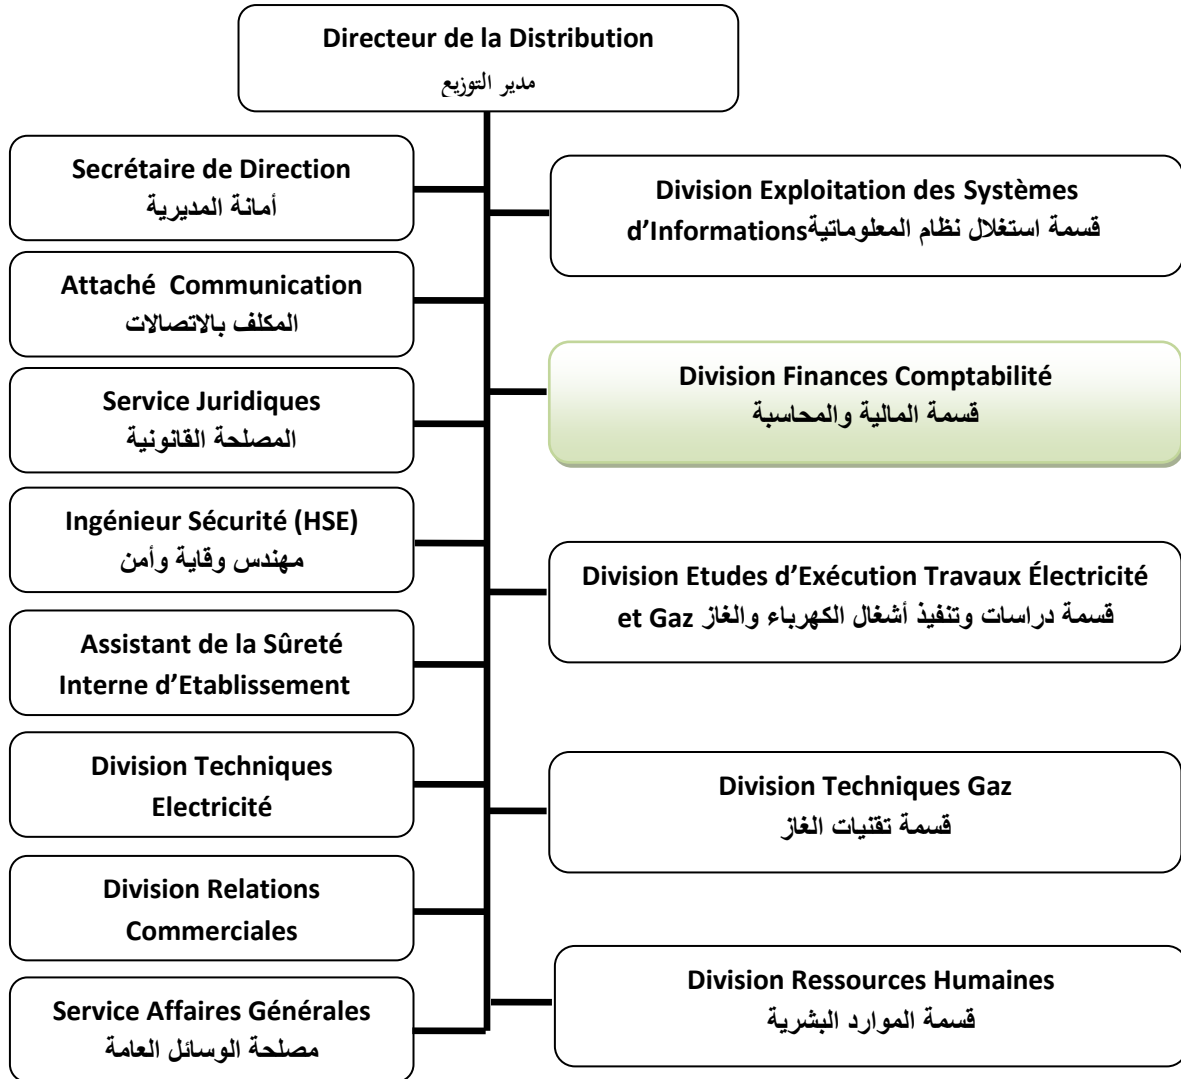 Directeur de la Distribution
مدير التوزيع
Secrétaire de Direction
أمانة المديرية
Attaché Communication
المكلف بالاتصالات
Service Juridiques
المصلحة القانونية
Ingénieur Sécurité (HSE)
مهندس وقاية وأمن
Assistant de la Sûreté
Interne d’Etablissement
Division Techniques
Electricité
Division Relations
Commerciales
Service Affaires Générales
مصلحة الوسائل العامة
Division Exploitation des Systèmes
d’Informations قسمة استغلال نظام المعلوماتية
Division Finances Comptabilité
قسمة المالية والمحاسبة
Division Etudes d’Exécution Travaux Électricité
et Gaz قسمة دراسات وتنفيذ أشغال الكهرباء والغاز
Division Techniques Gaz
قسمة تقنيات الغاز
Division Ressources Humaines
قسمة الموارد البشرية